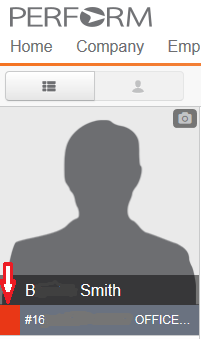 PERFORM
Home Company Emp
B Smith
#16 OFFICE...